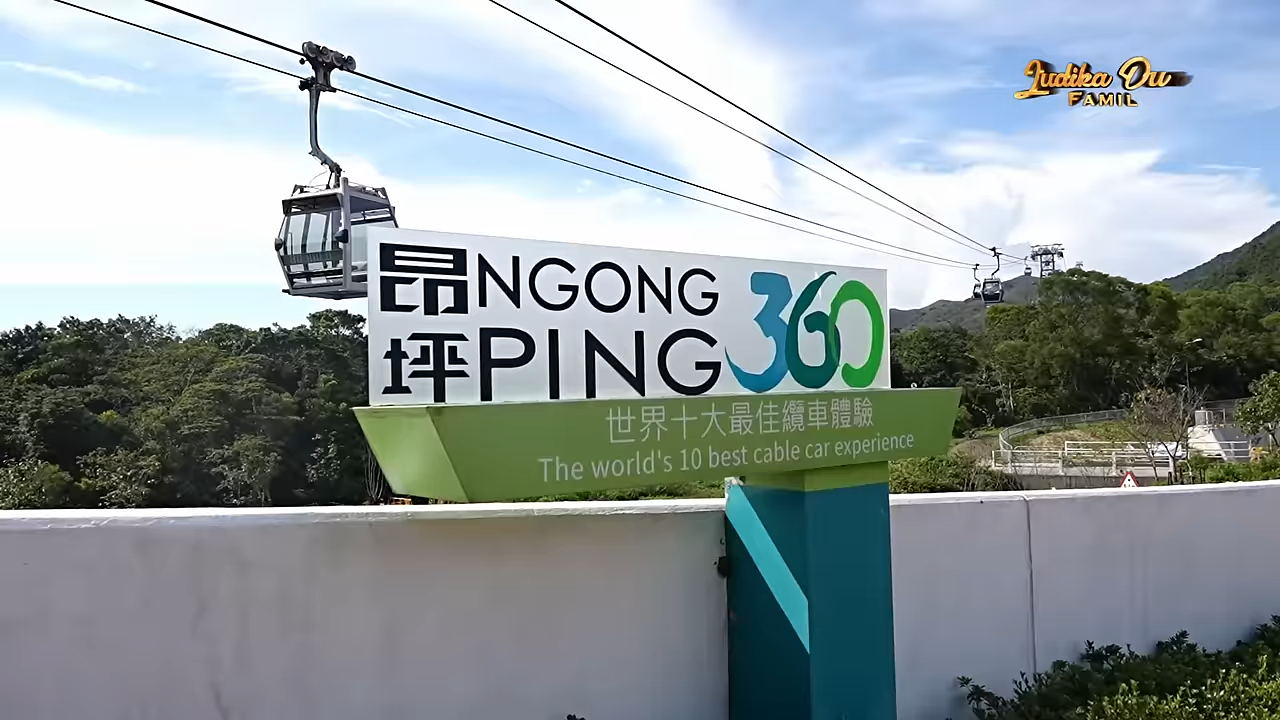 Ludika Du
FAMIL
昂坪 NGONG PING 360
世界十大最佳纜車體驗
The world's 10 best cable car experience